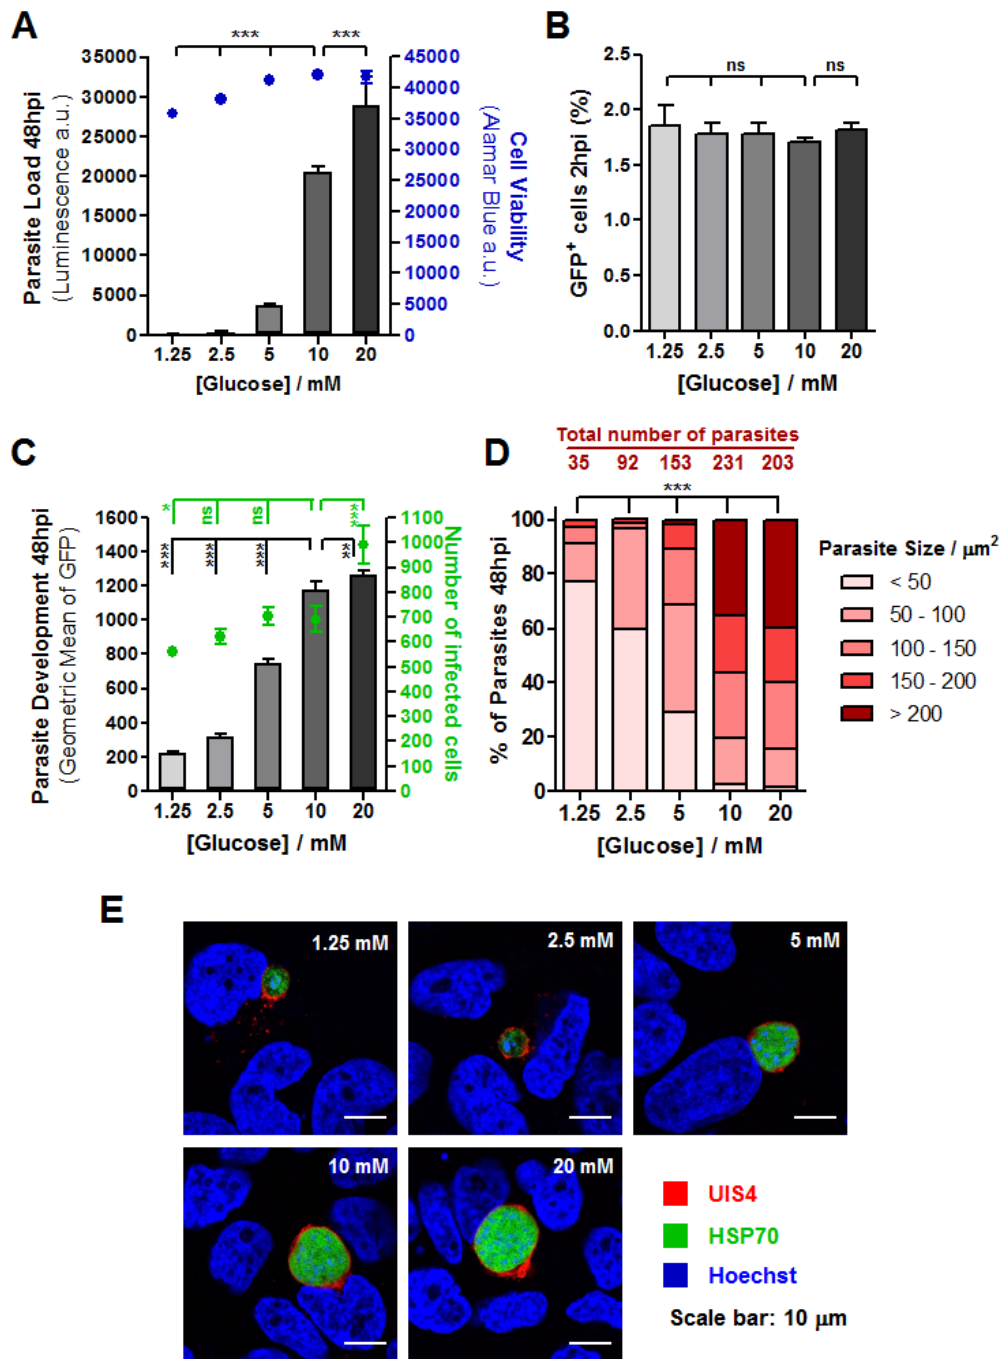 A
*** ***
Parasite Load 48hpi
(Luminescence a.u.)
35000
30000
25000
20000
15000
10000
5000
0
45000
40000
35000
30000
25000
20000
15000
10000
5000
0
Cell Viability
(Alamar Blue a.u.)
1.25 2.5 5 10 20
[Glucose] / mM
B
ns ns
GFP+ cells 2hpi (%)
2.5
2.0
1.5
1.0
0.5
0.0
1.25 2.5 5 10 20
[Glucose] / mM
C
* ns ns ***
*** *** *** **
Parasite Development 48hpi
(Geometric Mean of GFP)
1600
1400
1200
1000
800
600
400
200
0
1100
1000
900
800
700
600
500
400
300
200
100
0
Number of infected cells
1.25 2.5 5 10 20
[Glucose] / mM
D
Total number of parasites
35 92 153 231 203
***
% of Parasites 48hpi
100
80
60
40
20
0
1.25 2.5 5 10 20
[Glucose] / mM
Parasite Size / μm²
< 50
50 - 100
100 - 150
150 - 200
> 200
E
1.25 mM
2.5 mM
5 mM
10 mM
20 mM
UIS4
HSP70
Hoechst
Scale bar: 10 μm